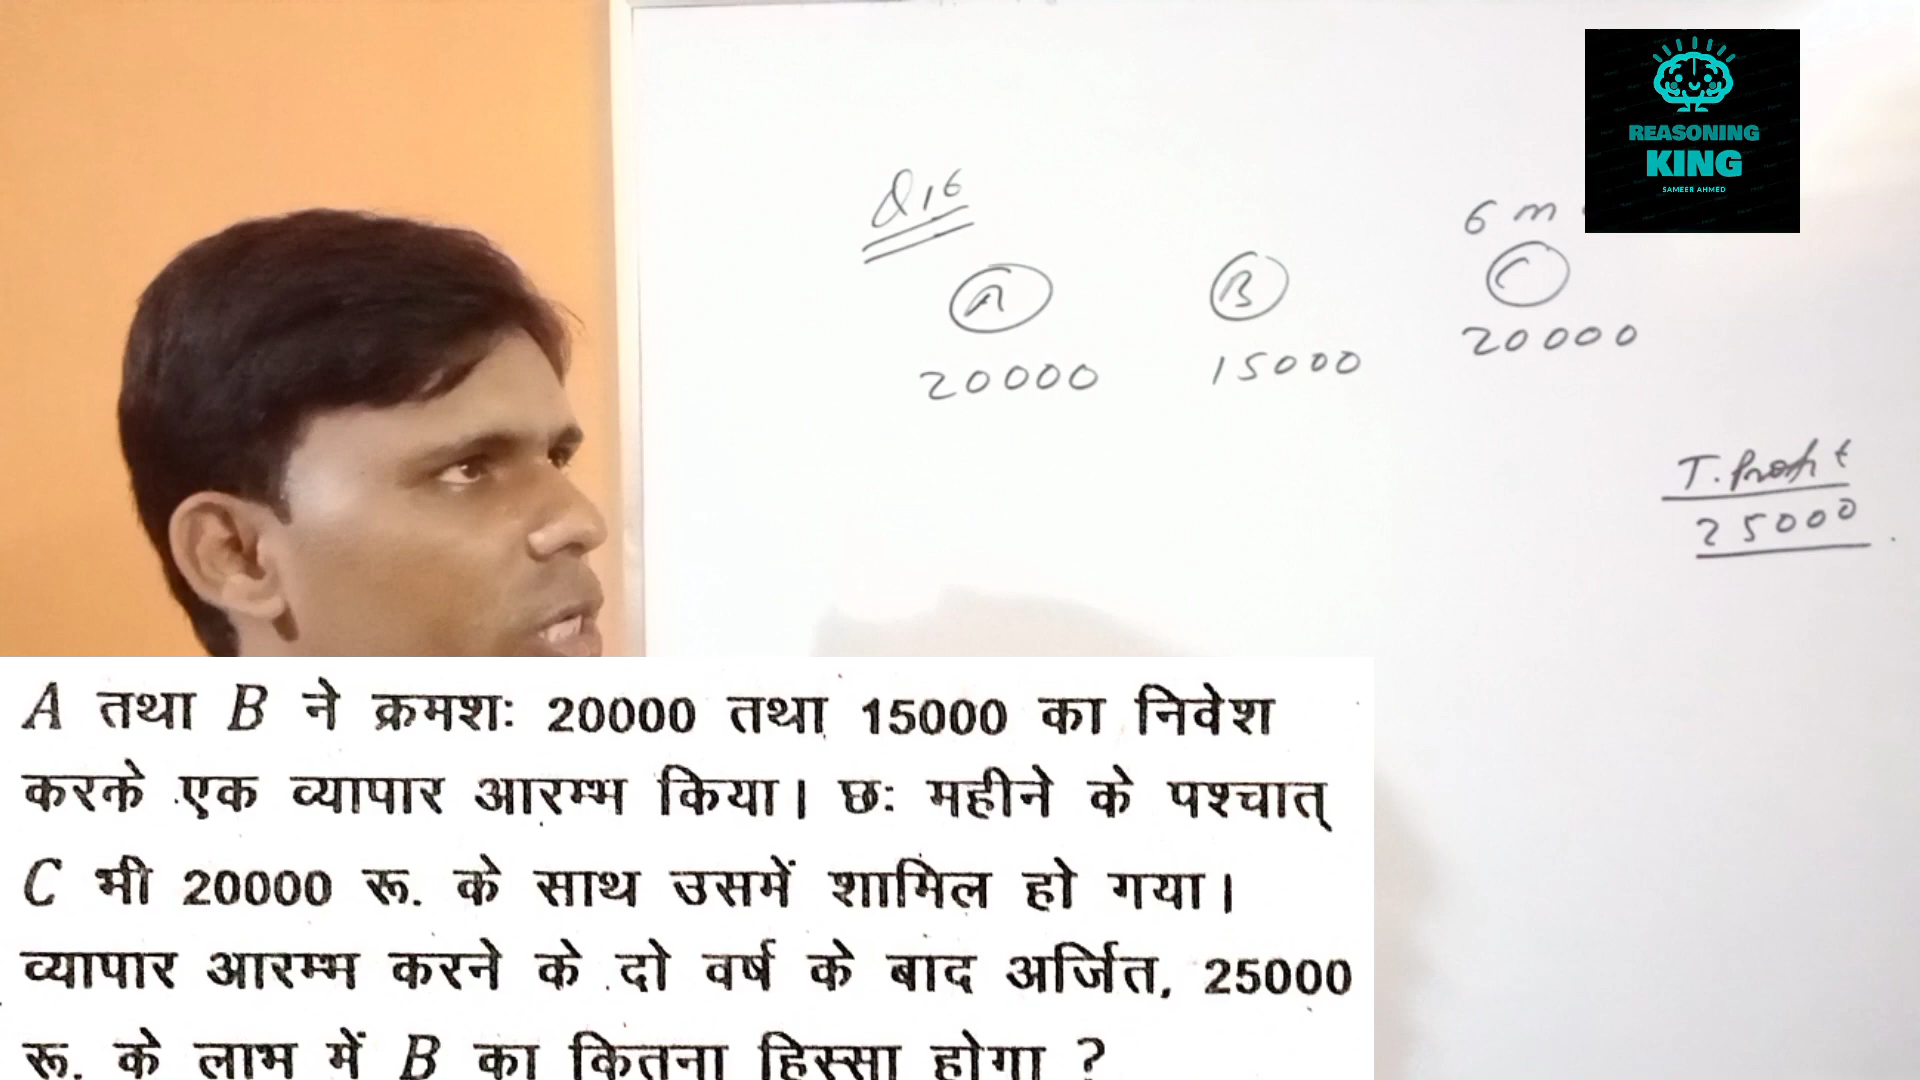 REASONING
KING
SAMEER AHMED
Q16
6 m
A B C
20000 15000 20000
T. Profit
25000
A तथा B ने क्रमशः 20000 तथा 15000 का निवेश
करके एक व्यापार आरम्भ किया। छः महीने के पश्चात्
C भी 20000 रू. के साथ उसमें शामिल हो गया।
व्यापार आरम्भ करने के दो वर्ष के बाद अर्जित, 25000
रू. के लाभ में B का कितना हिस्सा होगा ?